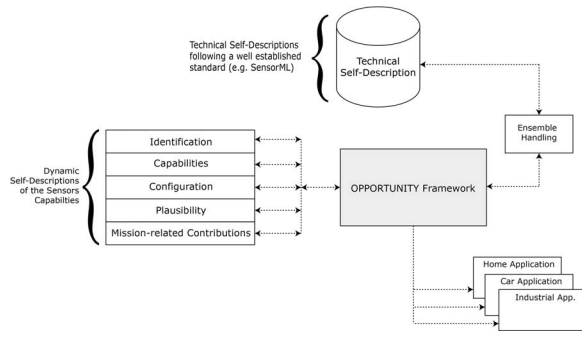 Technical Self-Descriptions
following a well established
standard (e.g. SensorML)
Technical
Self-Description
Ensemble
Handling
Dynamic
Self-Descriptions
of the Sensors
Capabilties
Identification
Capabilities
Configuration
Plausibility
Mission-related Contributions
OPPORTUNITY Framework
Home Application
Car Application
Industrial App.